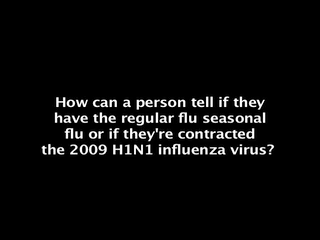 How can a person tell if they
have the regular flu seasonal
flu or if they're contracted
the 2009 H1N1 influenza virus?